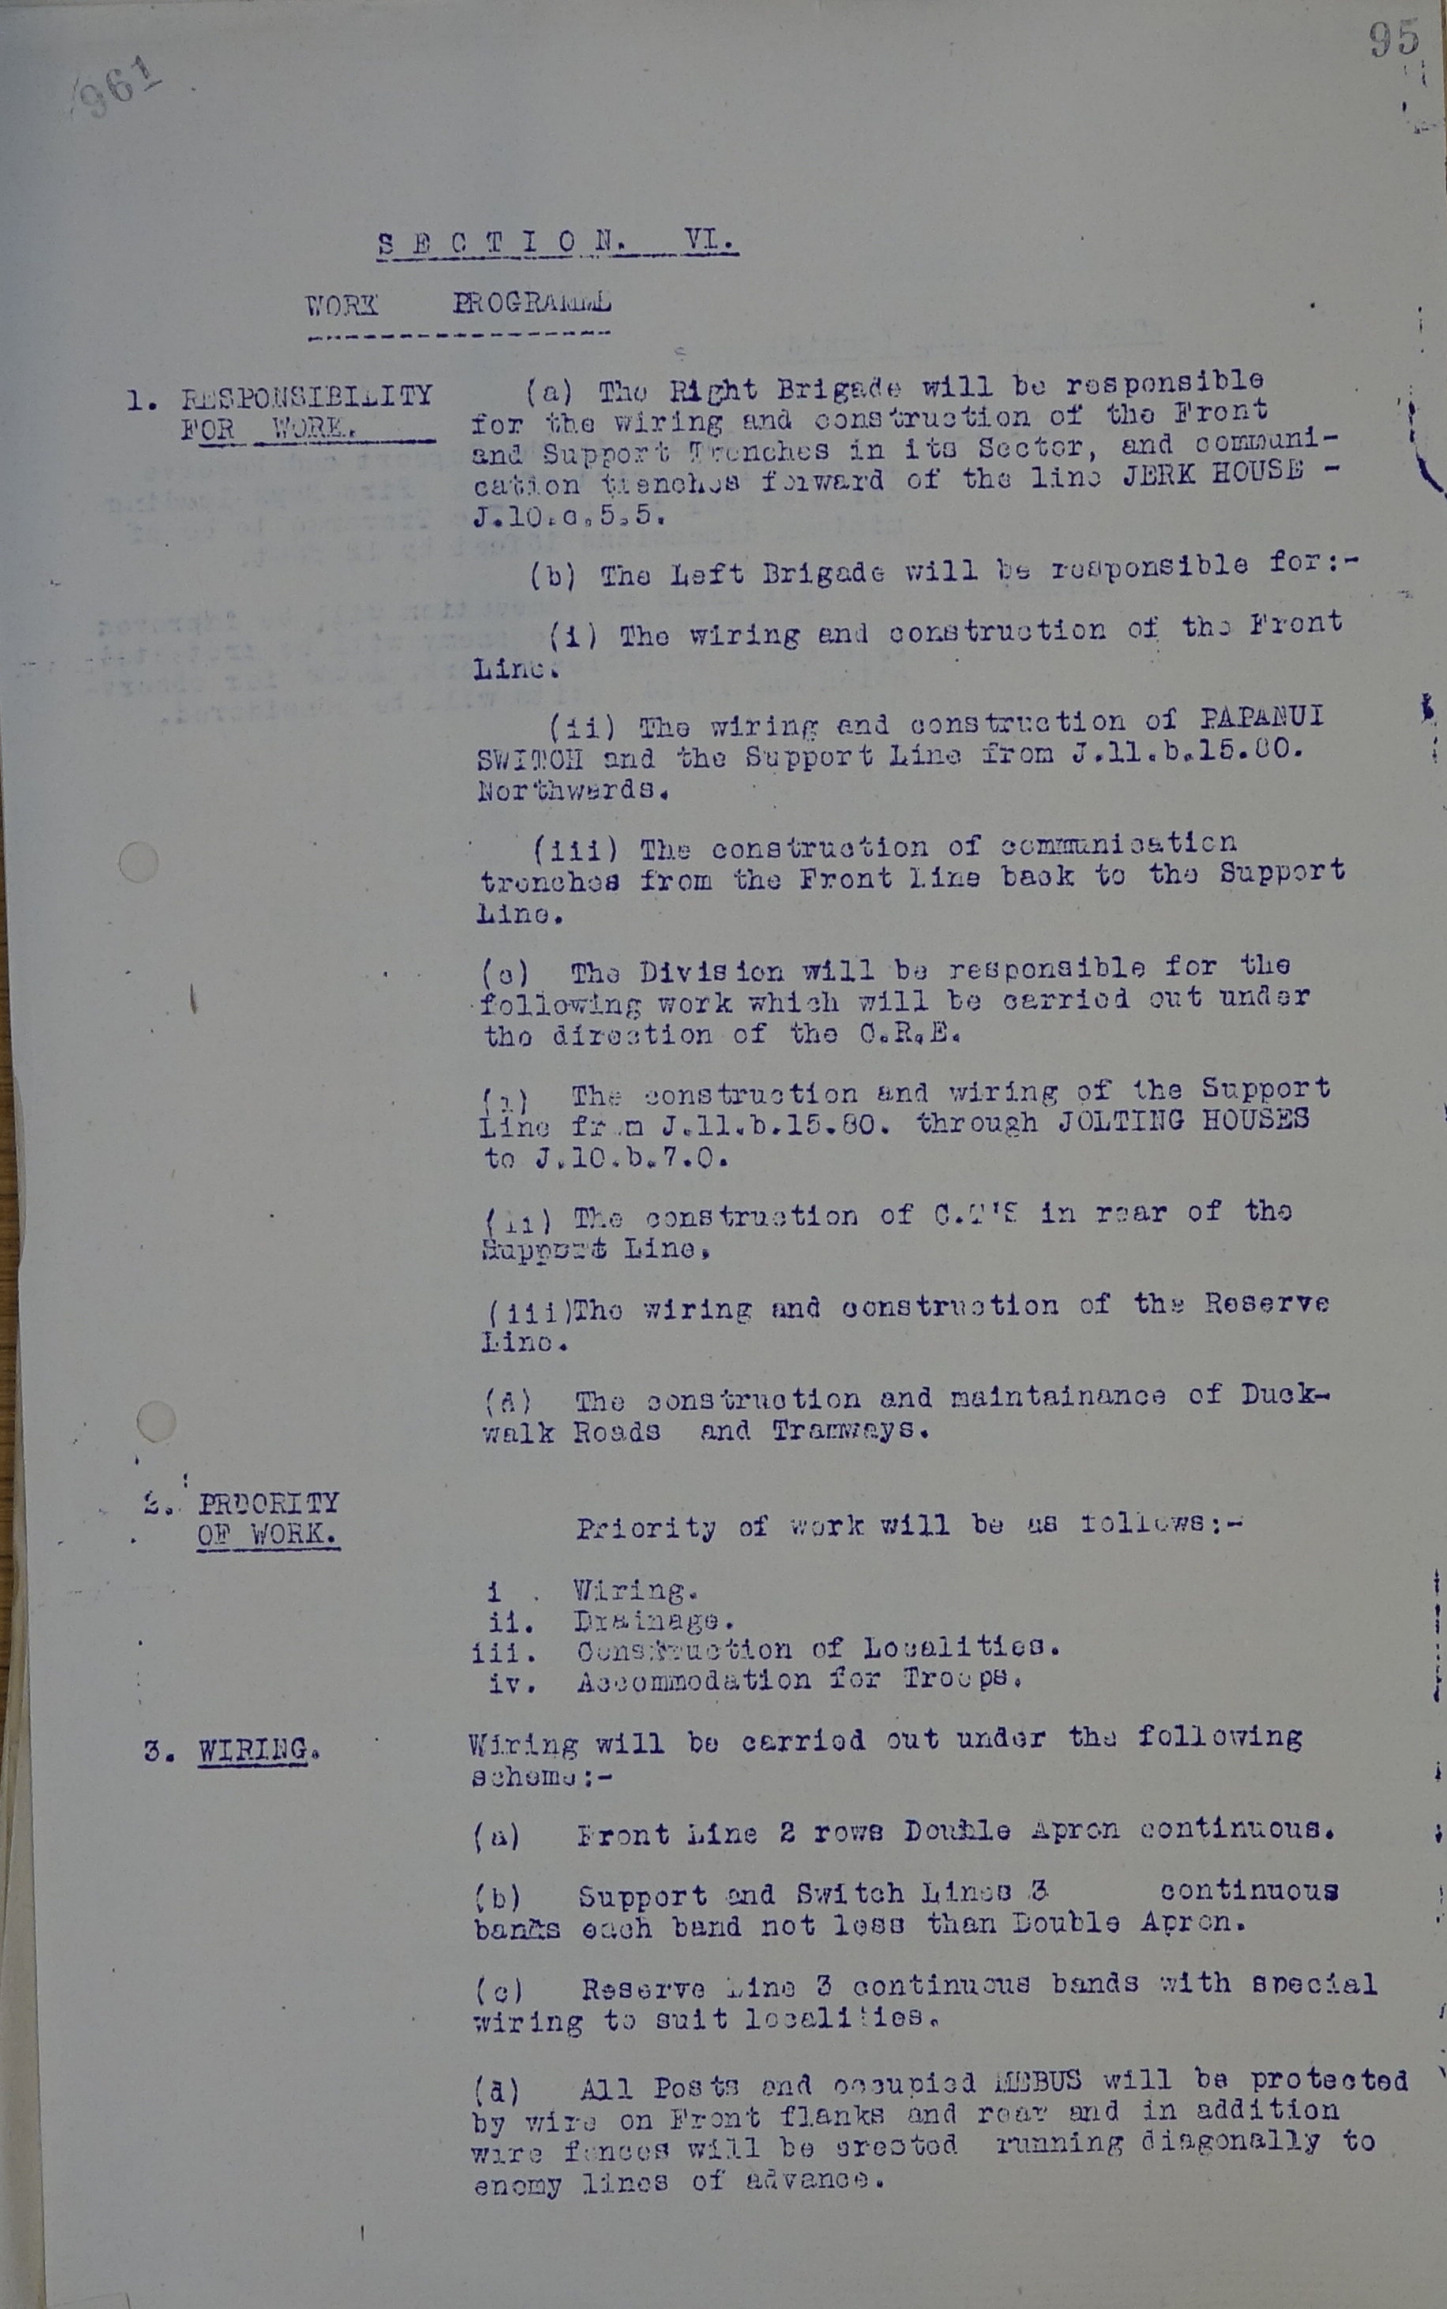 961
95
SECTION. VI.
WORK PROGRAMME
1. RESPONSIBILITY
FOR WORK.
(a) The Right Brigade will be responsible
for the wiring and construction of the Front
and Support Trenches in its Sector, and communi-
cation trenches forward of the line JERK HOUSE -
J.10.c.5.5.
(b) The Left Brigade will be responsible for:-
(i) The wiring and construction of the Front
Line.
(ii) The wiring and construction of PAPANUI
SWITCH and the Support Line from J.11.b.15.80.
Northwards.
(iii) The construction of communication
trenches from the Front Line back to the Support
Line.
(c) The Division will be responsible for the
following work which will be carried out under
the direction of the C.R.E.
(i) The construction and wiring of the Support
Line from J.11.b.15.80. through JOLTING HOUSES
to J.10.b.7.0.
(ii) The construction of C.T'S in rear of the
Support Line.
(iii)The wiring and construction of the Reserve
Line.
(d) The construction and maintainance of Duck-
walk Roads and Tramways.
2. PRIORITY
OF WORK.
Priority of work will be as follows:-
i . Wiring.
ii. Drainage.
iii. Construction of Localities.
iv. Accommodation for Troops.
3. WIRING.
Wiring will be carried out under the following
scheme:-
(a) Front Line 2 rows Double Apron continuous.
(b) Support and Switch Lines 3 continuous
bands each band not less than Double Apron.
(c) Reserve Line 3 continuous bands with special
wiring to suit localities.
(d) All Posts and occupied MEBUS will be protected
by wire on Front flanks and rear and in addition
wire fences will be erected running diagonally to
enemy lines of advance.